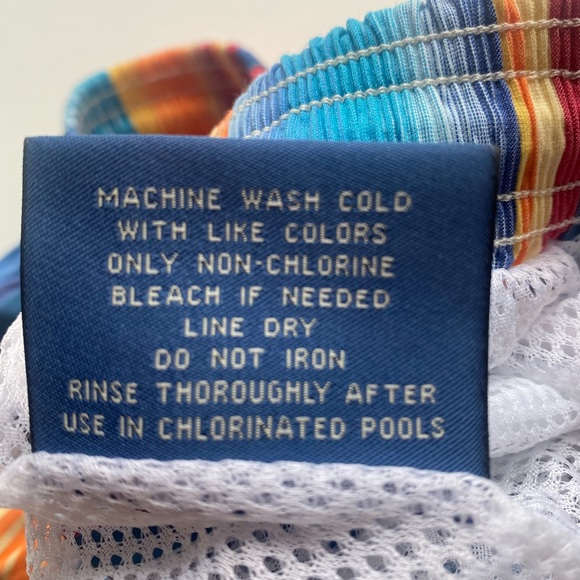 MACHINE WASH COLD
WITH LIKE COLORS
ONLY NON-CHLORINE
BLEACH IF NEEDED
LINE DRY
DO NOT IRON
RINSE THOROUGHLY AFTER
USE IN CHLORINATED POOLS